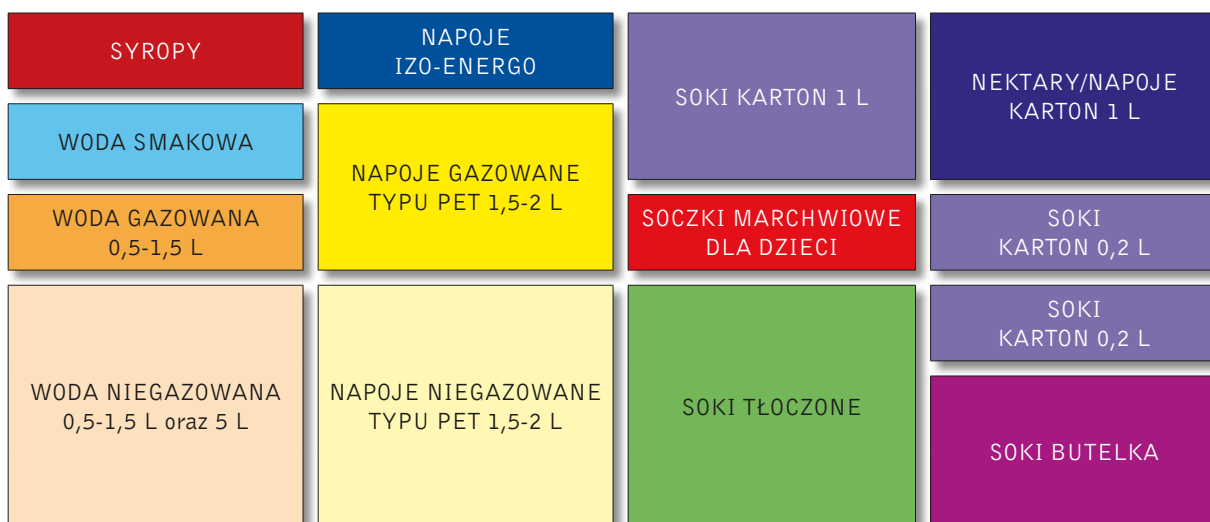 SYROPY
WODA SMAKOWA
WODA GAZOWANA
0,5-1,5 L
WODA NIEGAZOWANA
0,5-1,5 L oraz 5 L
NAPOJE
IZO-ENERGO
NAPOJE GAZOWANE
TYPU PET 1,5-2 L
NAPOJE NIEGAZOWANE
TYPU PET 1,5-2 L
SOKI KARTON 1 L
SOCZKI MARCHWIOWE
DLA DZIECI
SOKI TŁOCZONE
NEKTARY/NAPOJE
KARTON 1 L
SOKI
KARTON 0,2 L
SOKI
KARTON 0,2 L
SOKI BUTELKA